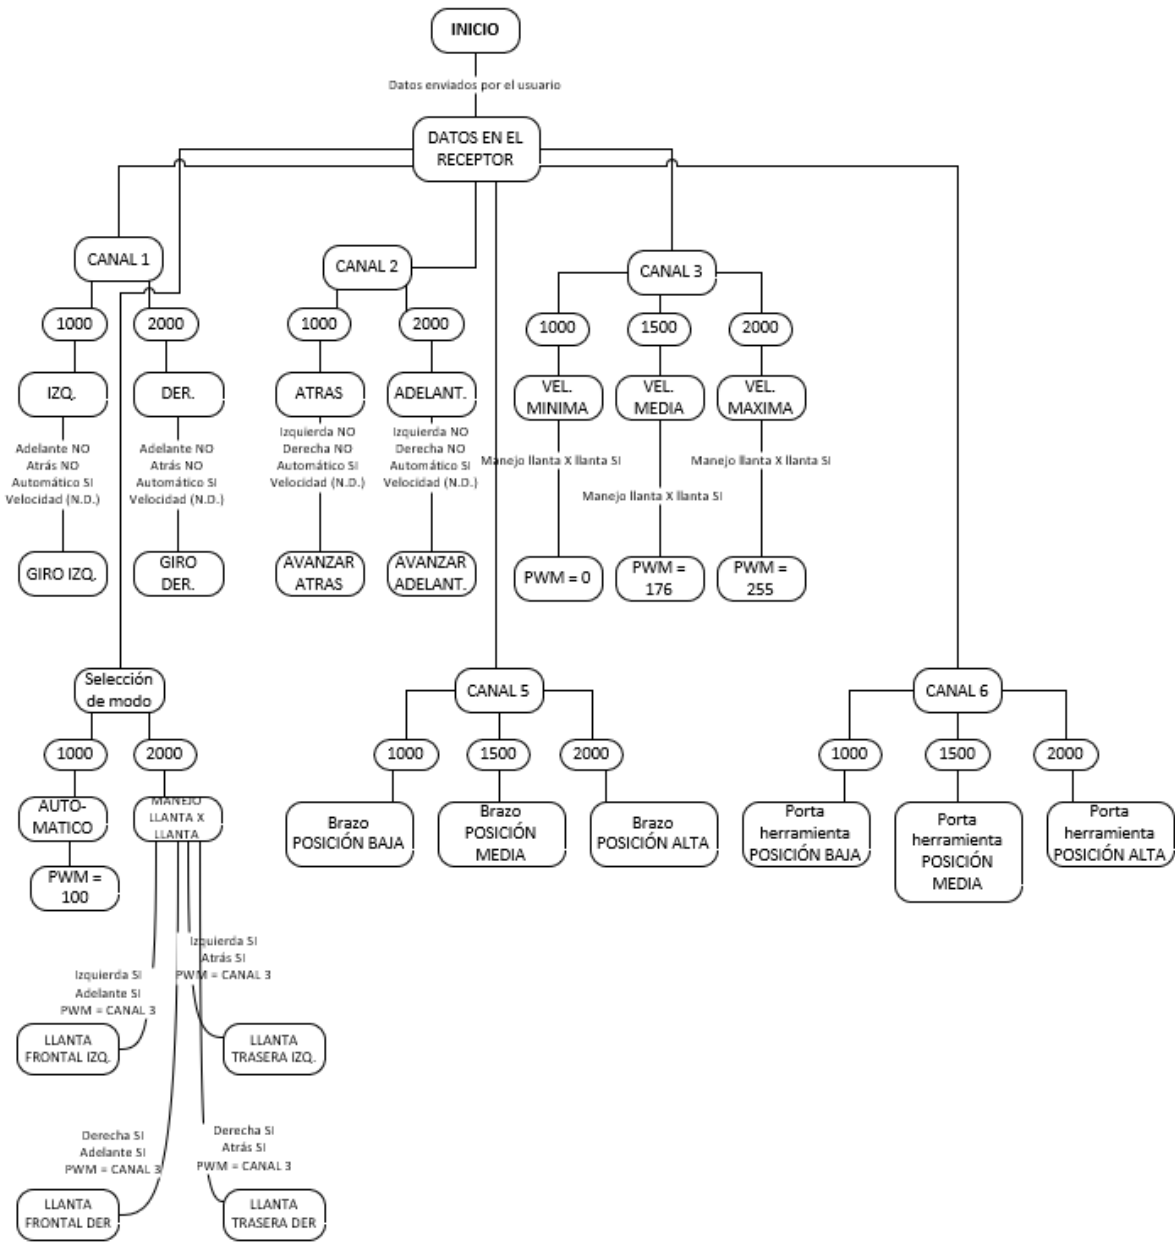 INICIO
Datos enviados por el usuario
DATOS EN EL
RECEPTOR
CANAL 1
1000
2000
IZQ.
DER.
Adelante NO
Atrás NO
Automático SI
Velocidad (N.D.)
Adelante NO
Atrás NO
Automático SI
Velocidad (N.D.)
GIRO IZQ.
GIRO
DER.
CANAL 2
1000
2000
ATRAS
ADELANT.
Izquierda NO
Derecha NO
Automático SI
Velocidad (N.D.)
Izquierda NO
Derecha NO
Automático SI
Velocidad (N.D.)
AVANZAR
ATRAS
AVANZAR
ADELANT.
CANAL 3
1000
1500
2000
VEL.
MINIMA
VEL.
MEDIA
VEL.
MAXIMA
Manejo llanta X llanta SI
Manejo llanta X llanta SI
Manejo llanta X llanta SI
PWM = 0
PWM =
176
PWM =
255
Selección
de modo
1000
2000
AUTO-
MATICO
MANEJO
LLANTA X
LLANTA
PWM =
100
Izquierda SI
Atrás SI
PWM = CANAL 3
Izquierda SI
Adelante SI
PWM = CANAL 3
LLANTA
FRONTAL IZQ.
LLANTA
TRASERA IZQ.
Derecha SI
Adelante SI
PWM = CANAL 3
Derecha SI
Atrás SI
PWM = CANAL 3
LLANTA
FRONTAL DER
LLANTA
TRASERA DER
CANAL 5
1000
1500
2000
Brazo
POSICIÓN BAJA
Brazo
POSICIÓN
MEDIA
Brazo
POSICIÓN ALTA
CANAL 6
1000
1500
2000
Porta
herramienta
POSICIÓN BAJA
Porta
herramienta
POSICIÓN
MEDIA
Porta
herramienta
POSICIÓN ALTA